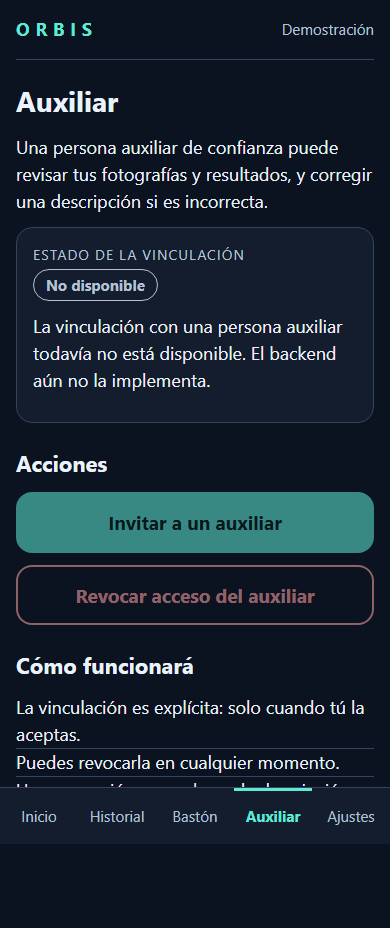 ORBIS
Demostración
Auxiliar
Una persona auxiliar de confianza puede
revisar tus fotografías y resultados, y corregir
una descripción si es incorrecta.
ESTADO DE LA VINCULACIÓN
No disponible
La vinculación con una persona auxiliar
todavía no está disponible. El backend
aún no la implementa.
Acciones
Invitar a un auxiliar
Revocar acceso del auxiliar
Cómo funcionará
La vinculación es explícita: solo cuando tú la
aceptas.
Puedes revocarla en cualquier momento.
Inicio
Historial
Bastón
Auxiliar
Ajustes